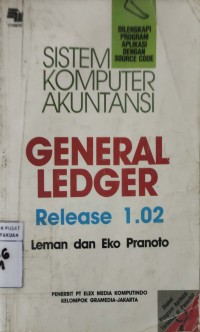 DILENGKAPI
PROGRAM
APLIKASI
DENGAN
SOURCE CODE
SISTEM
KOMPUTER
AKUNTANSI
GENERAL
LEDGER
Release 1.02
Leman dan Eko Pranoto
PENERBIT PT ELEX MEDIA KOMPUTINDO
KELOMPOK GRAMEDIA-JAKARTA